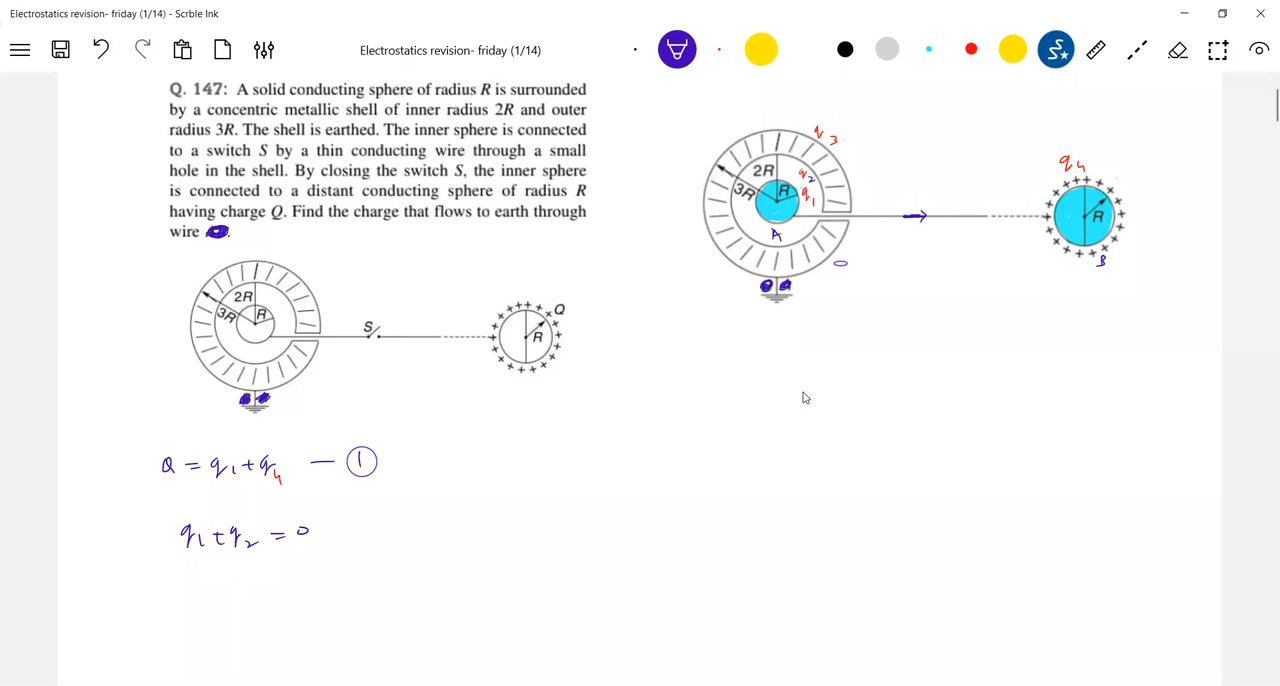 Electrostatics revision- friday (1/14) - Scrble Ink
Electrostatics revision- friday (1/14)
Q. 147: A solid conducting sphere of radius R is surrounded
by a concentric metallic shell of inner radius 2R and outer
radius 3R. The shell is earthed. The inner sphere is connected
to a switch S by a thin conducting wire through a small
hole in the shell. By closing the switch S, the inner sphere
is connected to a distant conducting sphere of radius R
having charge Q. Find the charge that flows to earth through
wire
2R
3R
R
S
Q
R
Q = q1 + q4 — 1
q1 + q2 = 0
q3
2R
q2
3R
R
q1
A
0
q4
R
B